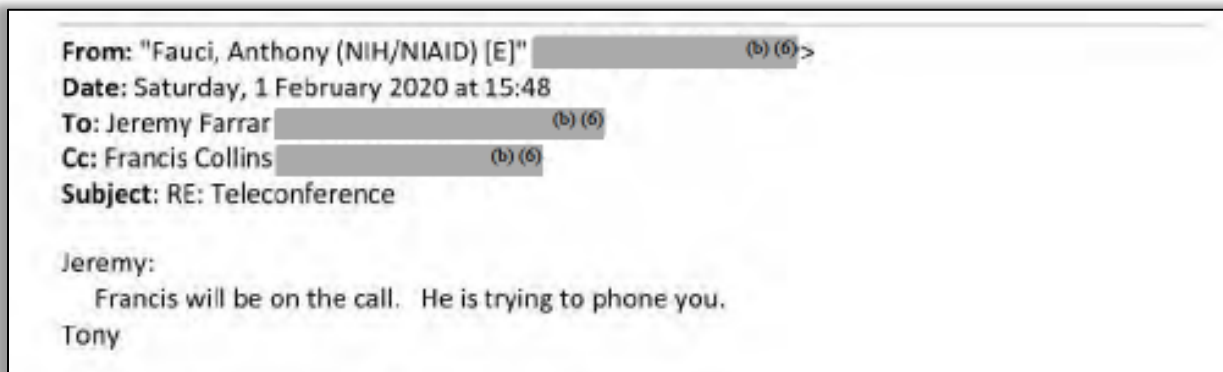 From: "Fauci, Anthony (NIH/NIAID) [E]" (b) (6)>
Date: Saturday, 1 February 2020 at 15:48
To: Jeremy Farrar (b) (6)
Cc: Francis Collins (b) (6)
Subject: RE: Teleconference
Jeremy:
Francis will be on the call. He is trying to phone you.
Tony